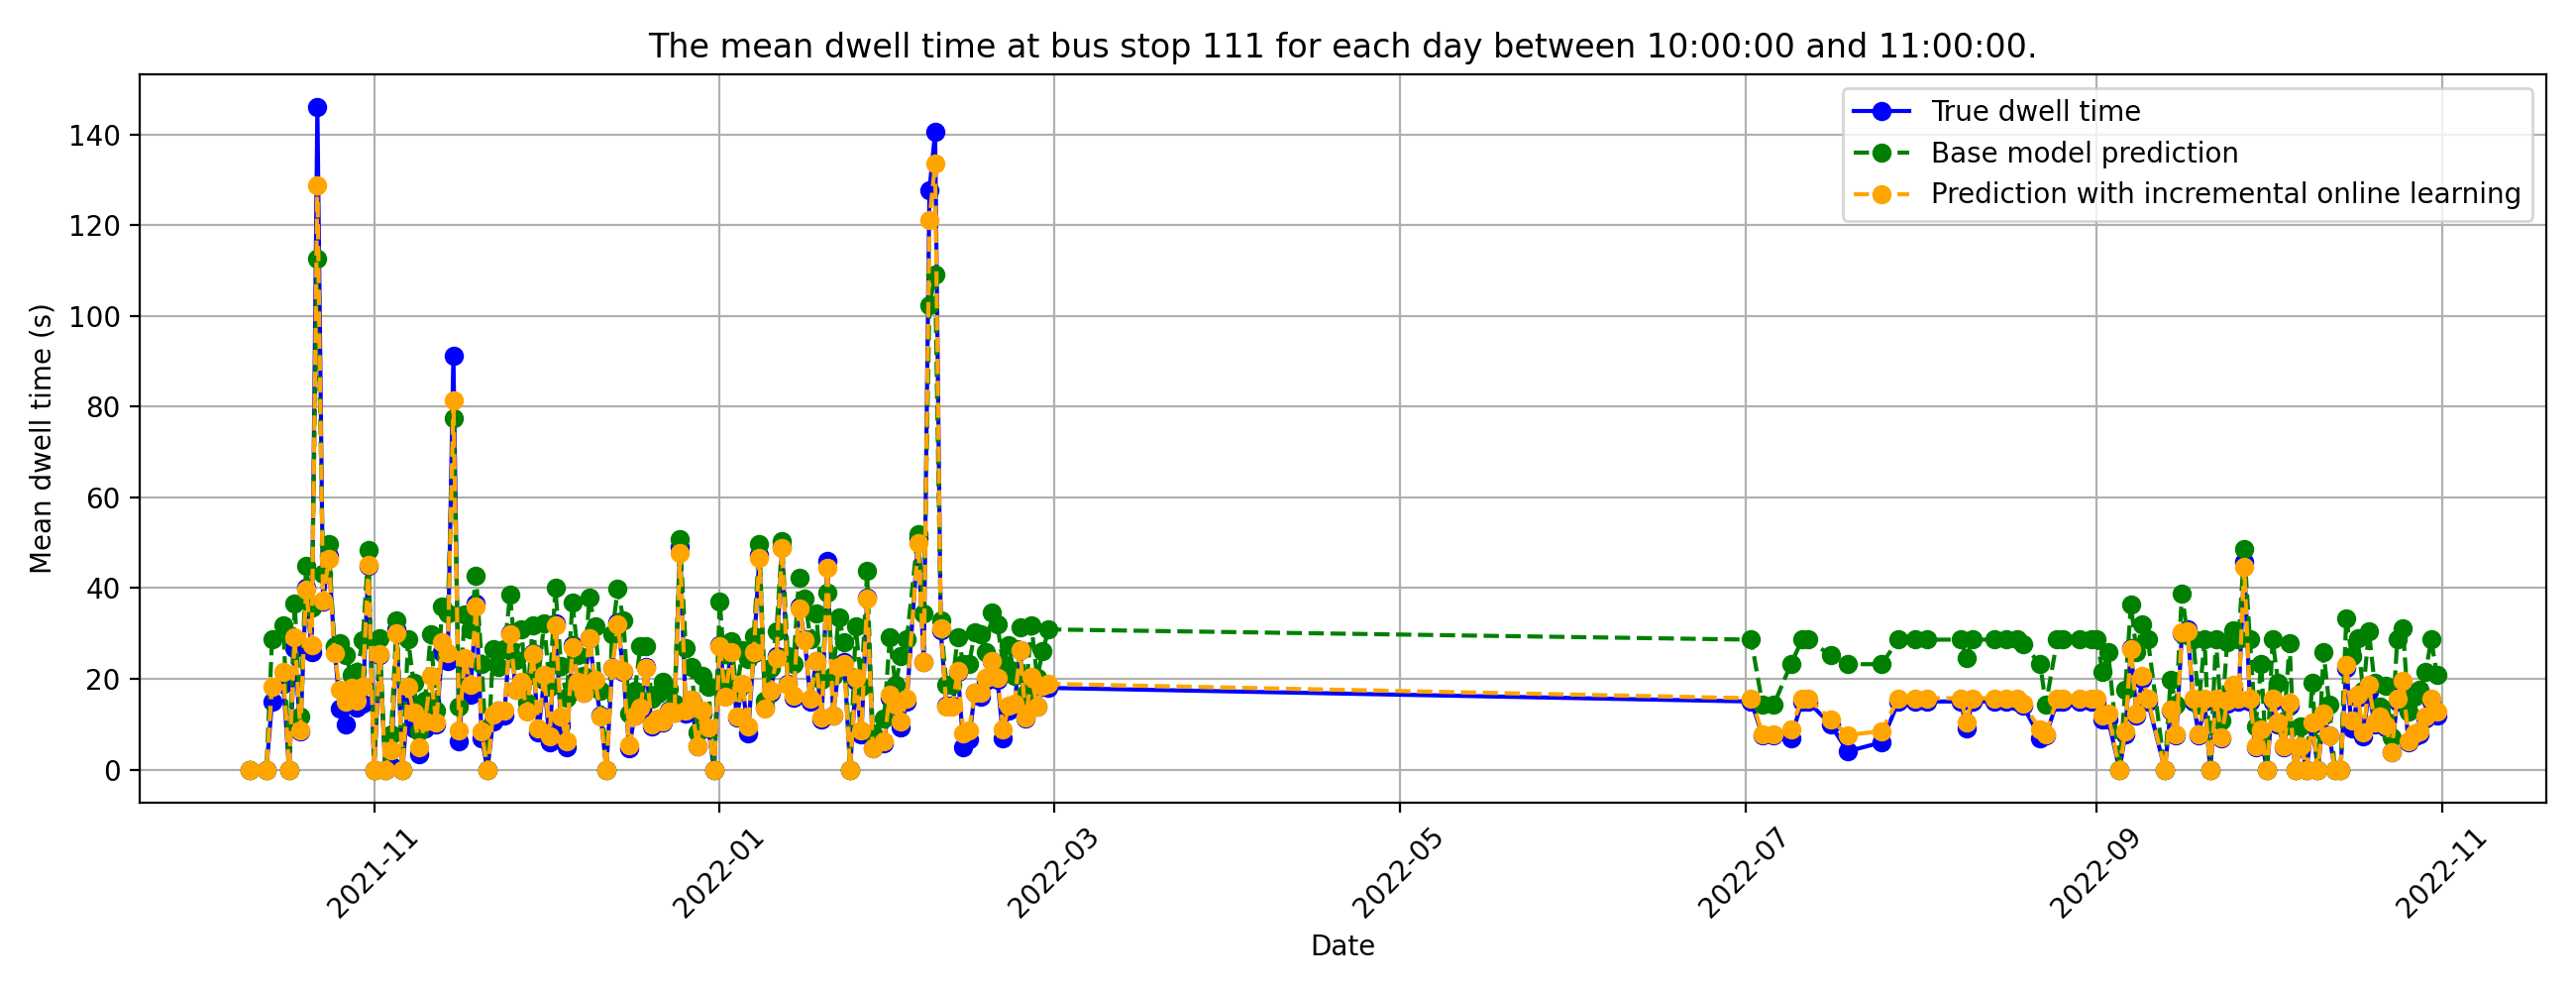 The mean dwell time at bus stop 111 for each day between 10:00:00 and 11:00:00.
True dwell time
Base model prediction
Prediction with incremental online learning
Mean dwell time (s)
140
120
100
80
60
40
20
0
2021-11
2022-01
2022-03
2022-05
2022-07
2022-09
2022-11
Date